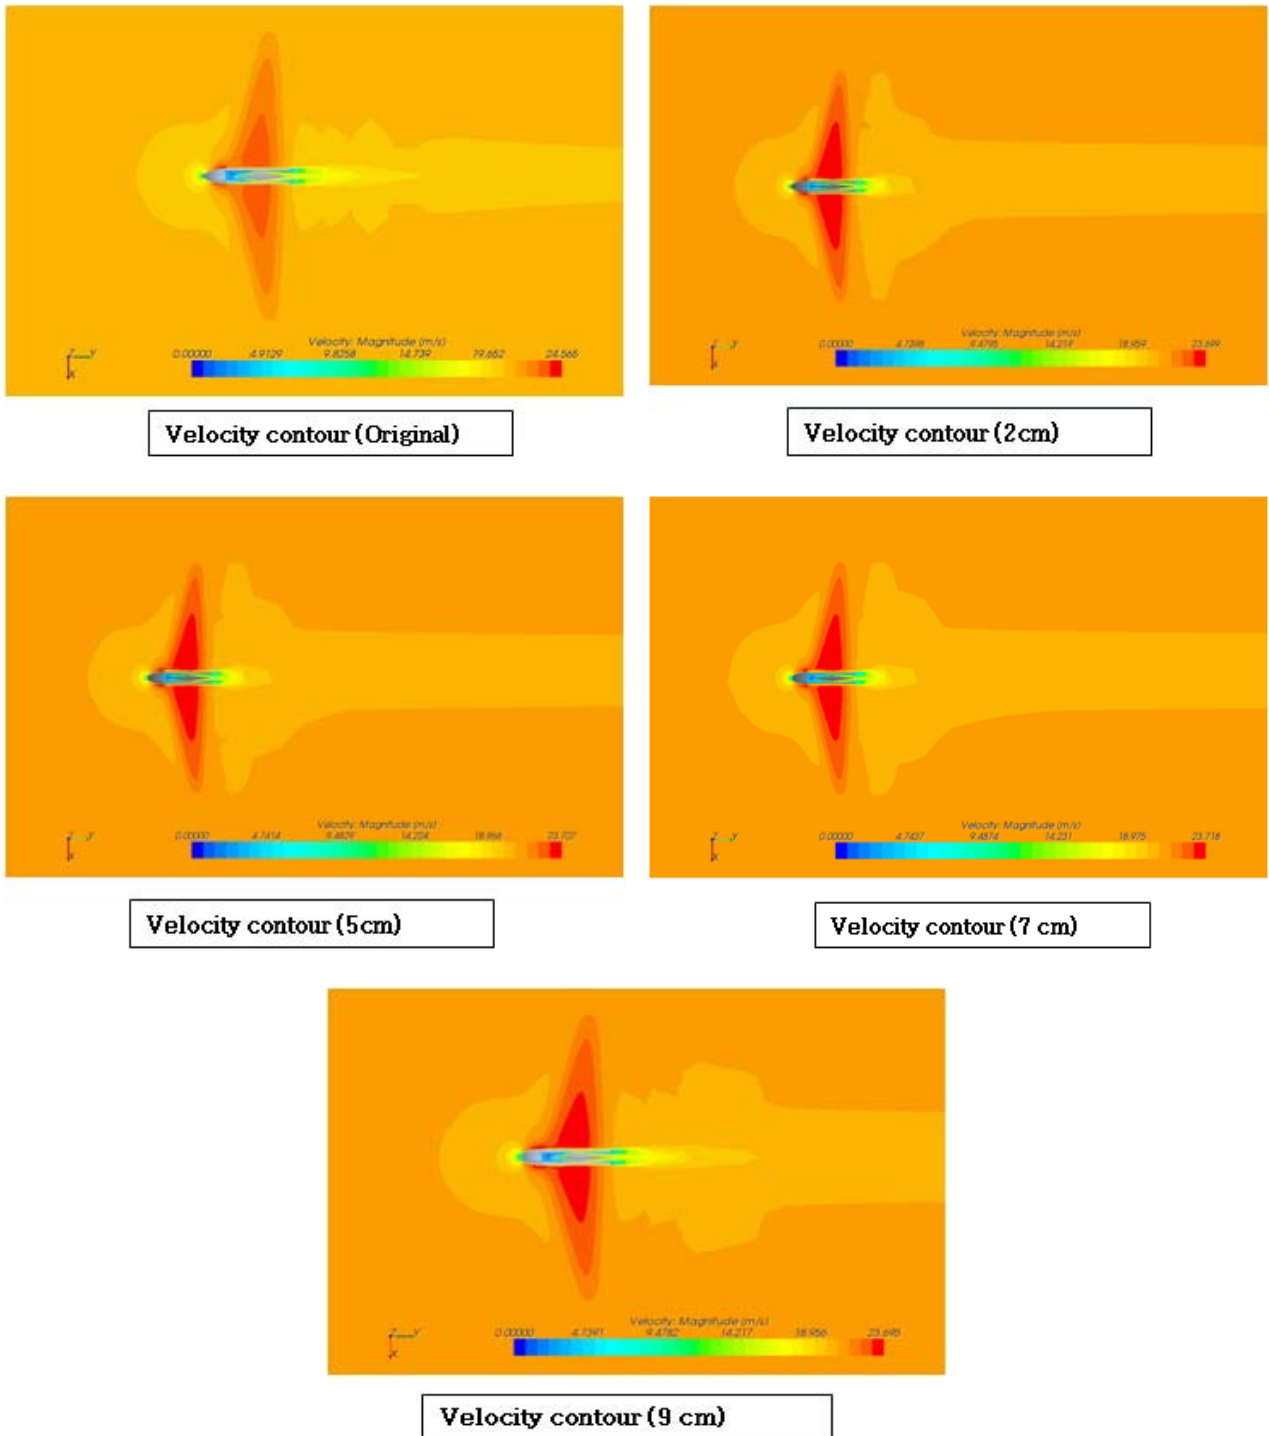 Velocity: Magnitude (m/s)
0.00000 4.9129 9.8258 14.739 19.652 24.565
Z Y
X
Velocity contour (Original)
Velocity: Magnitude (m/s)
0.00000 4.7398 9.4795 14.219 18.959 23.699
Z Y
X
Velocity contour (2cm)
Velocity: Magnitude (m/s)
0.00000 4.7414 9.4829 14.224 18.966 23.707
Z Y
X
Velocity contour (5cm)
Velocity: Magnitude (m/s)
0.00000 4.7437 9.4874 14.231 18.975 23.718
Z Y
X
Velocity contour (7 cm)
Velocity: Magnitude (m/s)
0.00000 4.7391 9.4782 14.217 18.956 23.695
Z Y
X
Velocity contour (9 cm)